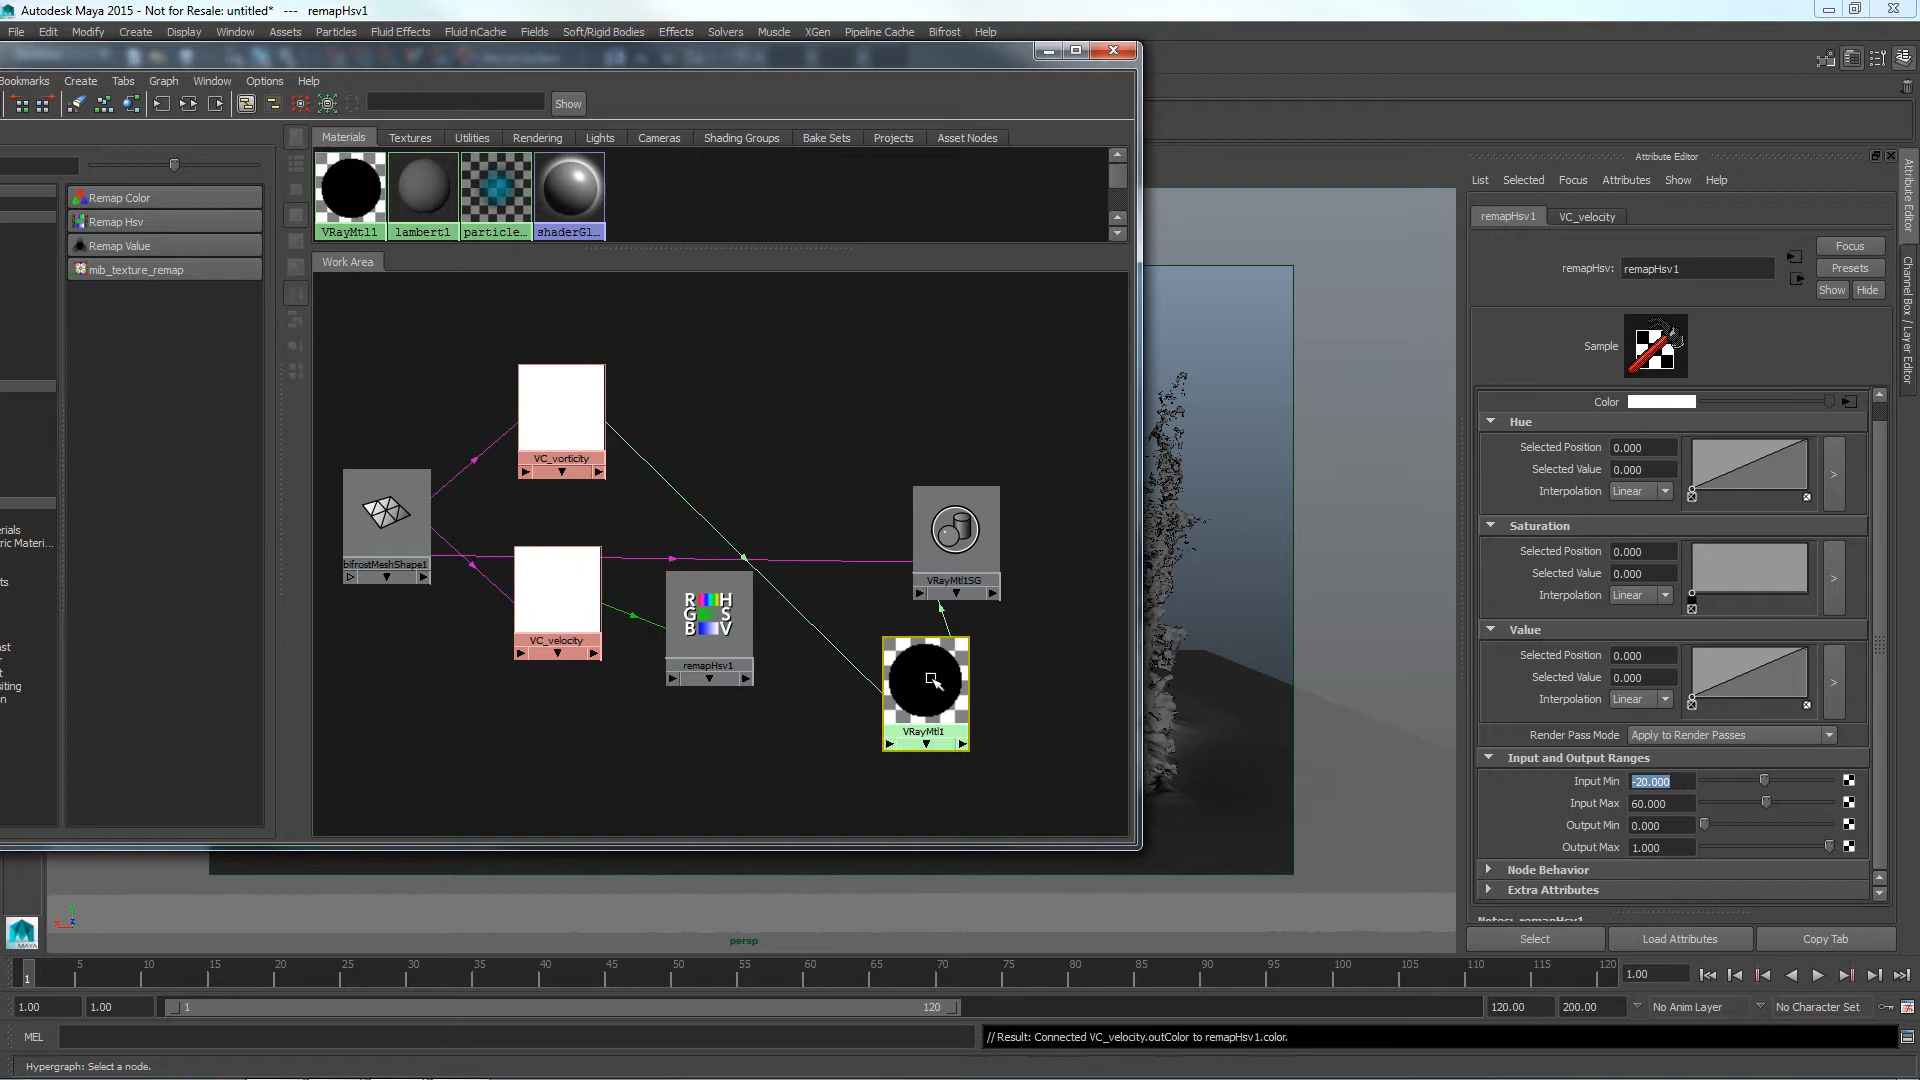 Autodesk Maya 2015 - Not for Resale: untitled* --- remapHsv1
File Edit Modify Create Display Window Assets Particles Fluid Effects Fluid nCache Fields Soft/Rigid Bodies Effects Solvers Muscle XGen Pipeline Cache Bifrost Help
Bookmarks Create Tabs Graph Window Options Help
Show
Materials Textures Utilities Rendering Lights Cameras Shading Groups Bake Sets Projects Asset Nodes
Remap Color
Remap Hsv
Remap Value
mib_texture_remap
VRayMtl1 lambert1 particle... shaderGl...
Work Area
VC_vorticity
bifrostMeshShape1
VC_velocity
R H
G S
B V
remapHsv1
VRayMtl1SG
VRayMtl1
persp
MAYA
Attribute Editor
List Selected Focus Attributes Show Help
remapHsv1 VC_velocity
remapHsv: remapHsv1
Focus
Presets
Show Hide
Sample
Color
Hue
Selected Position 0.000
Selected Value 0.000
Interpolation Linear
>
Saturation
Selected Position 0.000
Selected Value 0.000
Interpolation Linear
>
Value
Selected Position 0.000
Selected Value 0.000
Interpolation Linear
>
Render Pass Mode Apply to Render Passes
Input and Output Ranges
Input Min -20.000
Input Max 60.000
Output Min 0.000
Output Max 1.000
Node Behavior
Extra Attributes
Notes: remapHsv1
Select Load Attributes Copy Tab
Attribute Editor
Channel Box / Layer Editor
1 5 10 15 20 25 30 35 40 45 50 55 60 65 70 75 80 85 90 95 100 105 110 115 120 1.00
1.00 1.00 1 120 120.00 200.00 No Anim Layer No Character Set
MEL // Result: Connected VC_velocity.outColor to remapHsv1.color.
Hypergraph: Select a node.